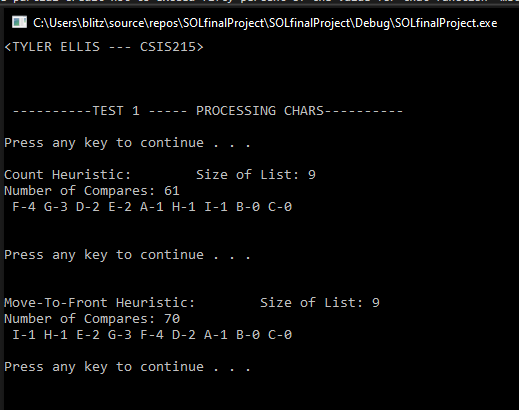 C:\Users\blitz\source\repos\SOLfinalProject\SOLfinalProject\Debug\SOLfinalProject.exe
<TYLER ELLIS --- CSIS215>
----------TEST 1 ----- PROCESSING CHARS----------
Press any key to continue . . .
Count Heuristic:        Size of List: 9
Number of Compares: 61
F-4 G-3 D-2 E-2 A-1 H-1 I-1 B-0 C-0
Press any key to continue . . .
Move-To-Front Heuristic:        Size of List: 9
Number of Compares: 70
I-1 H-1 E-2 G-3 F-4 D-2 A-1 B-0 C-0
Press any key to continue . . .